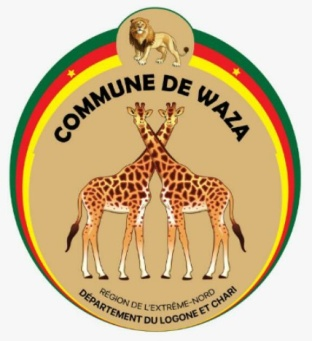 COMMUNE DE WAZA
RÉGION DE L'EXTRÊME-NORD
DÉPARTEMENT DU LOGONE ET CHARI